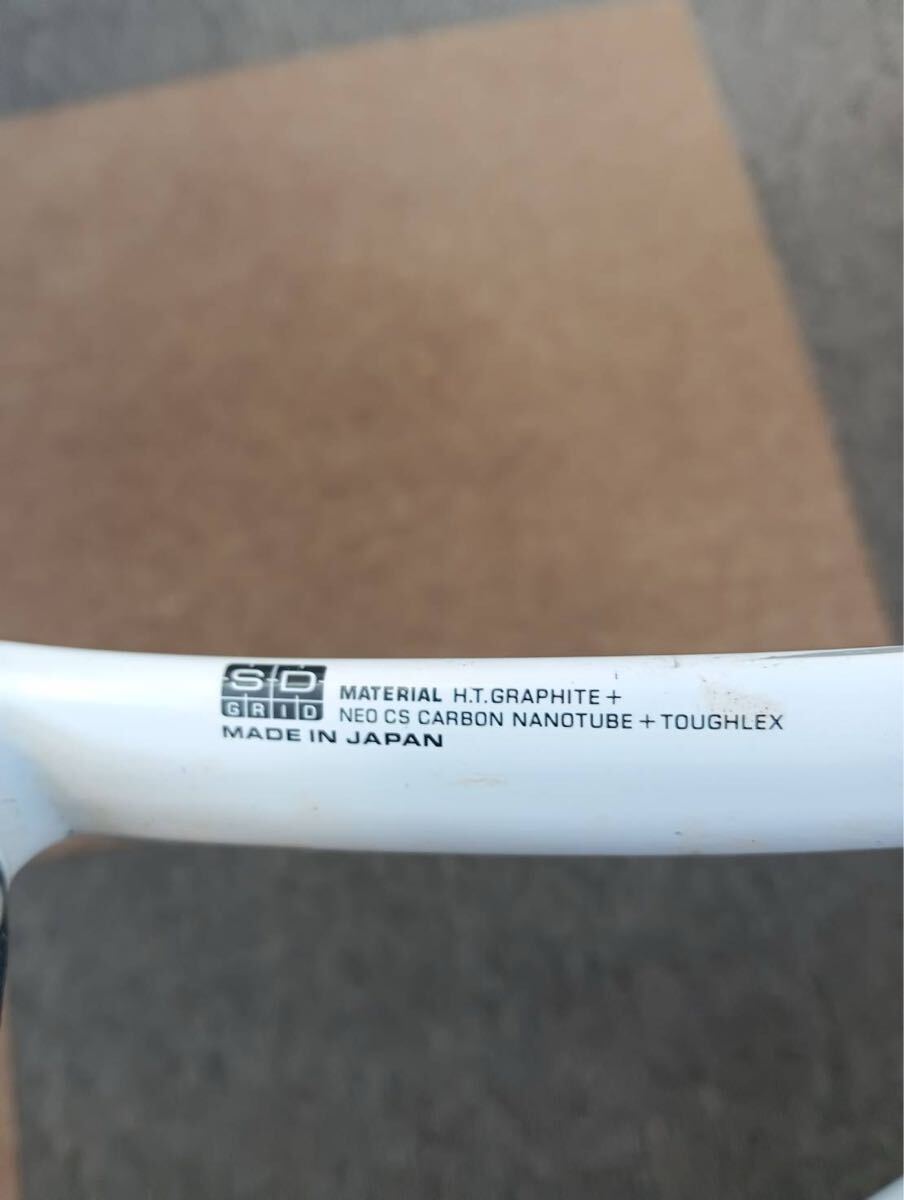 S-D
GRID
MATERIAL H.T.GRAPHITE +
NEO CS CARBON NANOTUBE + TOUGHLEX
MADE IN JAPAN